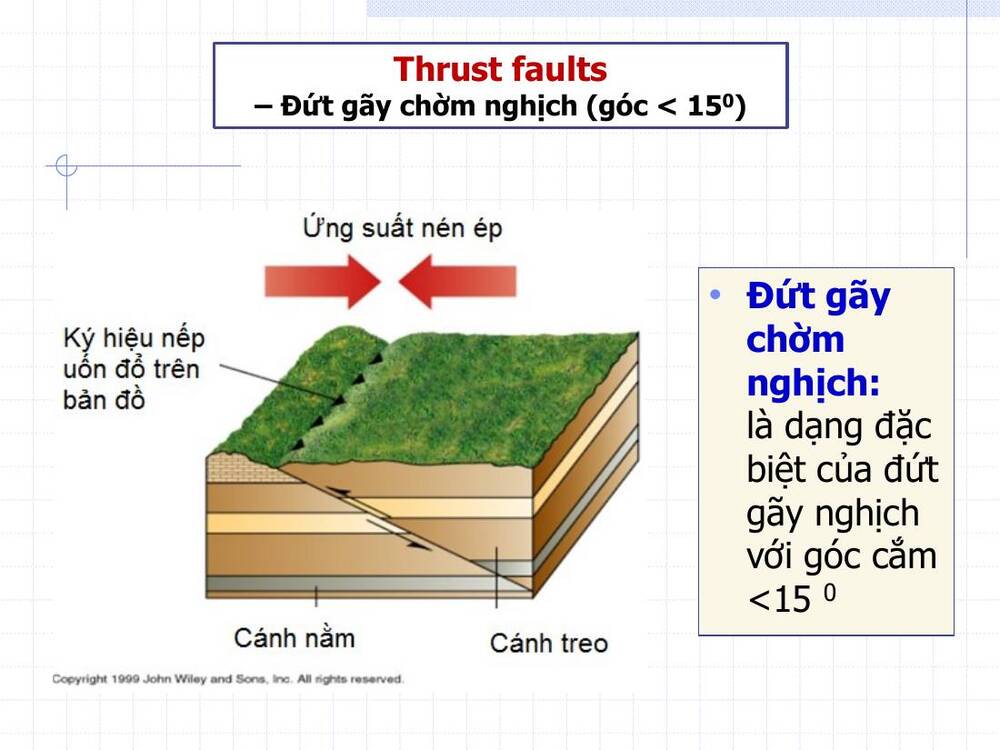 Thrust faults
– Đứt gãy chờm nghịch (góc < 15⁰)
Ứng suất nén ép
Ký hiệu nếp
uốn đổ trên
bản đồ
Cánh nằm
Cánh treo
Copyright 1999 John Wiley and Sons, Inc. All rights reserved.
• Đứt gãy
chờm
nghịch:
là dạng đặc
biệt của đứt
gãy nghịch
với góc cắm
<15 ⁰